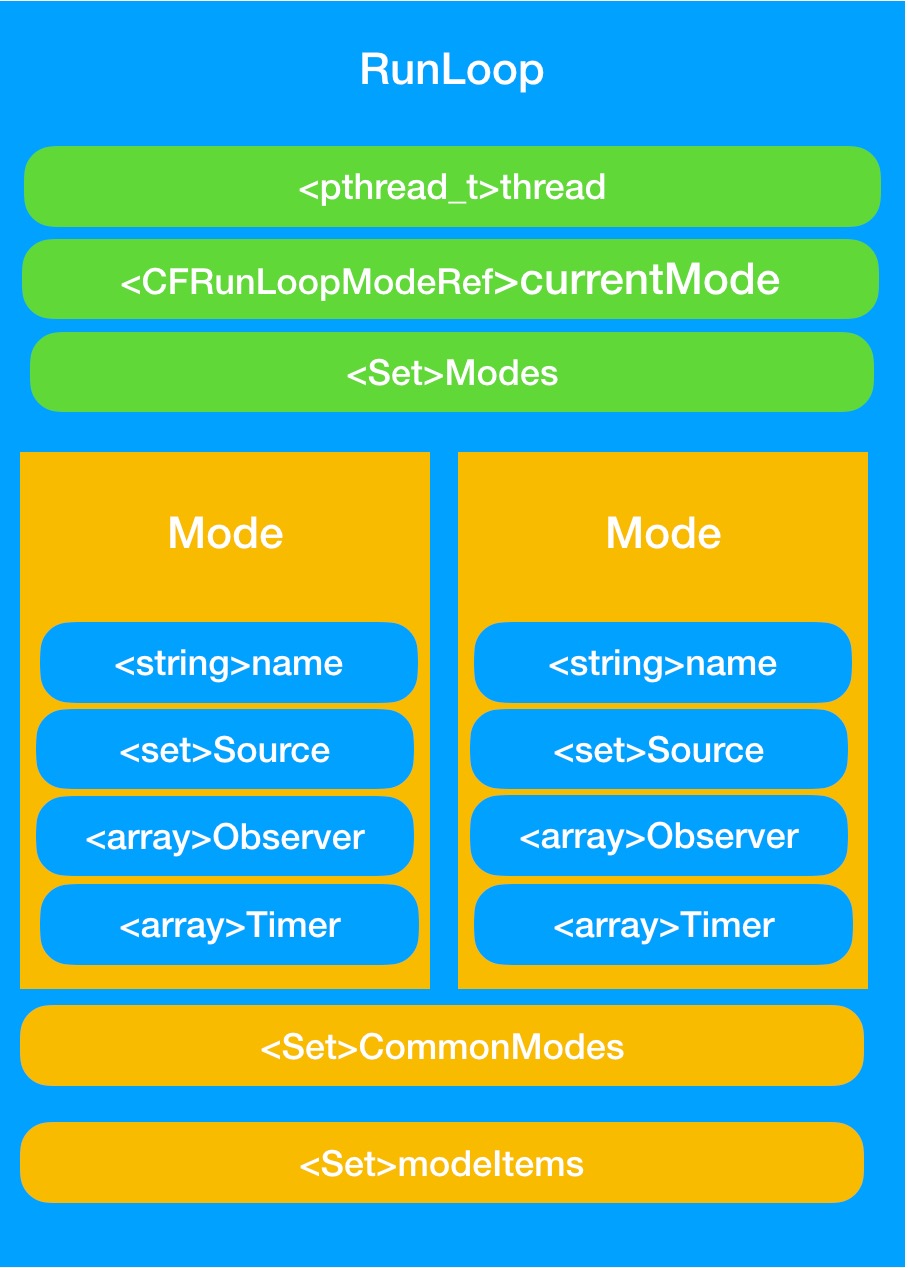 RunLoop
<pthread_t>thread
<CFRunLoopModeRef>currentMode
<Set>Modes
Mode
<string>name
<set>Source
<array>Observer
<array>Timer
Mode
<string>name
<set>Source
<array>Observer
<array>Timer
<Set>CommonModes
<Set>modeItems